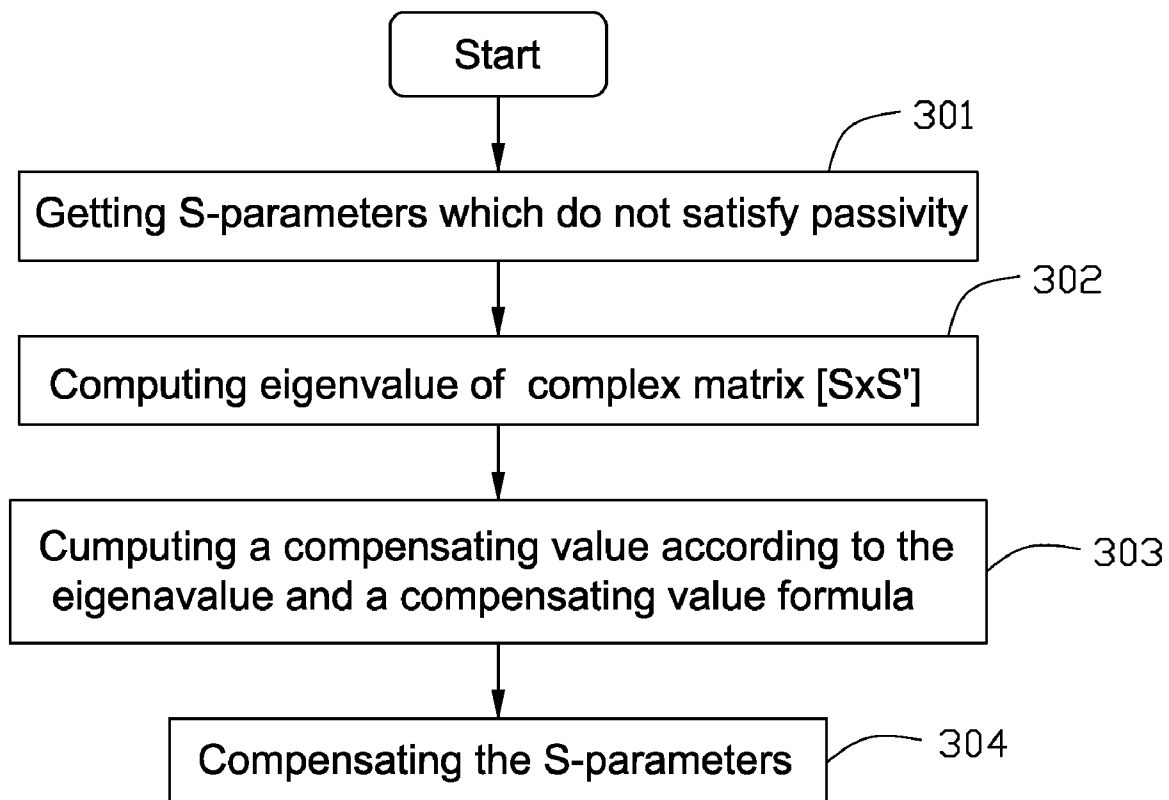 Start
301
Getting S-parameters which do not satisfy passivity
302
Computing eigenvalue of complex matrix [SxS']
Cumputing a compensating value according to the
eigenavalue and a compensating value formula
303
Compensating the S-parameters
304